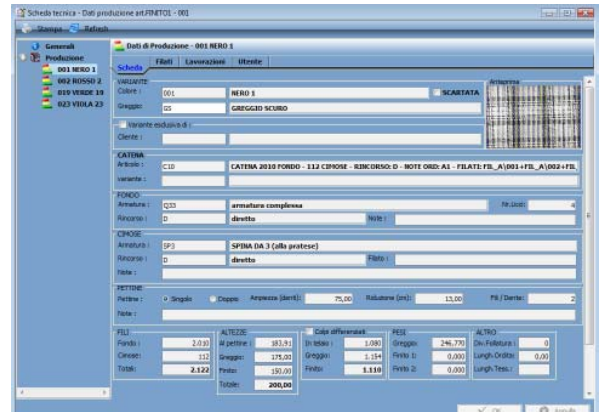 Scheda tecnica - Dati produzione art.FINITO1 - 001
Stampa Refresh
Generali
Produzione
001 NERO 1
002 ROSSO 2
019 VERDE 19
023 VIOLA 23
Dati di Produzione - 001 NERO 1
Scheda Filati Lavorazioni Utente
VARIANTE
Colore : 001 NERO 1 SCARTATA
Greggio: GS GREGGIO SCURO
Anteprima
Variante esclusiva di :
Cliente :
CATENA
Articolo : C10 CATENA 2010 FONDO - 112 CIMOSE - RINCORSO: D - NOTE ORD: A1 - FILATI: FIL_A\001+FIL_A\002+FIL_
variante :
FONDO
Armatura : Q33 armatura complessa Nr.Licci: 4
Rincorso : D diretto Note :
CIMOSE
Armatura : SP3 SPINA DA 3 (alla pratese)
Rincorso : D diretto Filato :
Note :
PETTINE
Pettine : Singolo Doppio Ampezza (denti): 75,00 Riduzione (cm): 13,00 Fili / Dente: 2
Note :
FILI ALTEZZE Colpi differenziati PESI ALTRO
Fondo : 2.010 Al pettine : 183,91 In telaio : 1.080 Greggio: 246,770 Div.Follatura : 0
Cimose: 112 Greggio: 175,00 Greggio: 1.154 Finito 1: 0,000 Lungh.Ordito: 0,00
Totali: 2.122 Finito: 150,00 Finito: 1.110 Finito 2: 0,000 Lungh.Tess.:
Totale: 200,00
OK Annulla